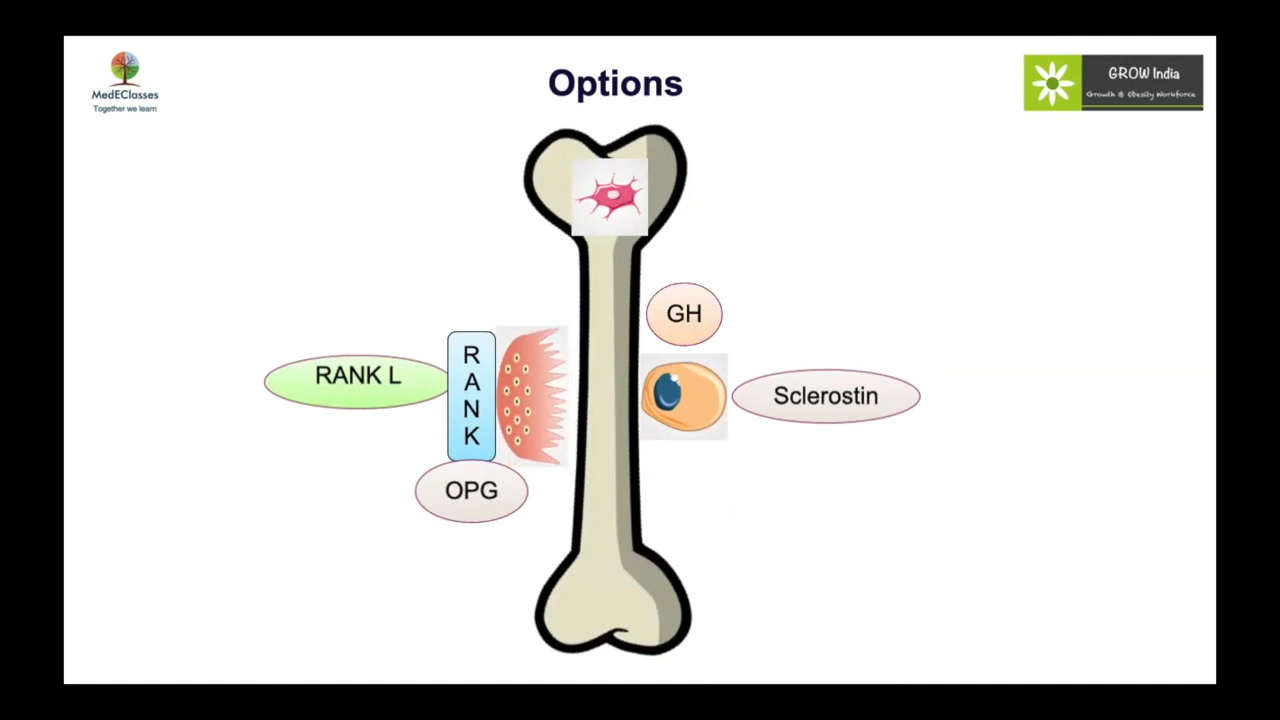 MedEClasses
Together we learn
Options
GROW India
Growth & Obesity Workforce
GH
RANK L
R
A
N
K
Sclerostin
OPG